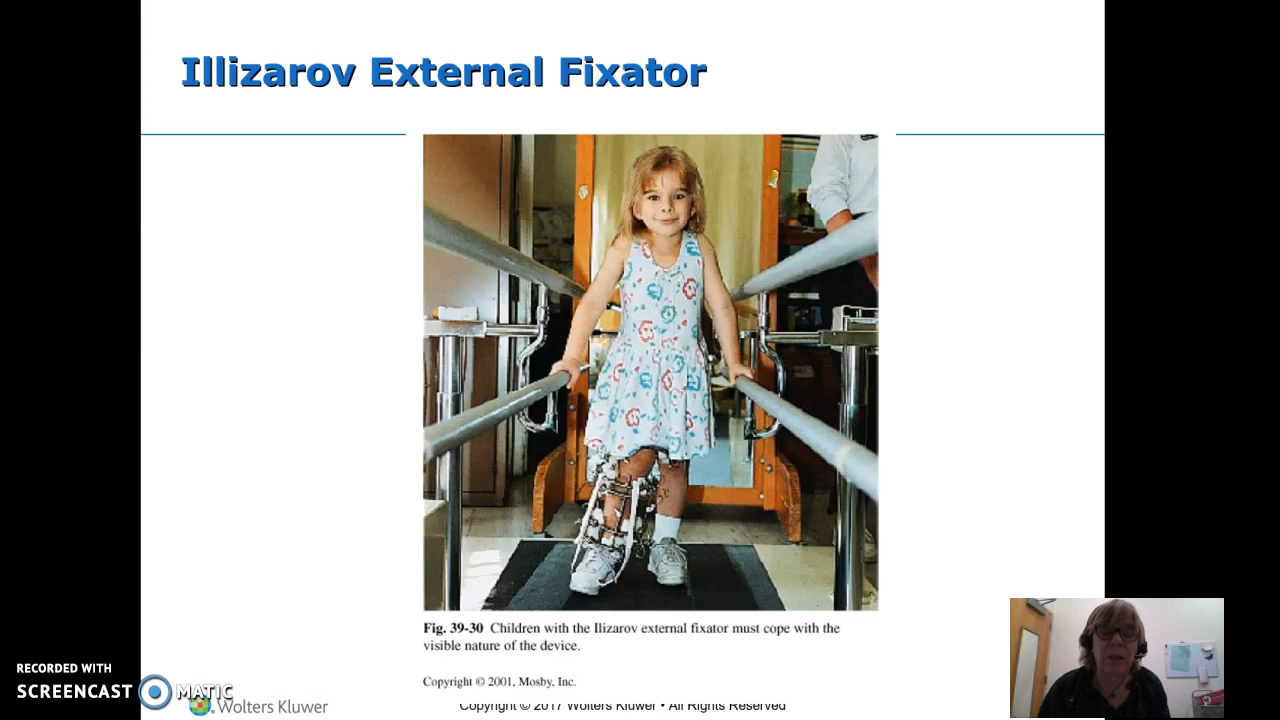 Illizarov External Fixator
Fig. 39-30 Children with the Ilizarov external fixator must cope with the
visible nature of the device.
Copyright © 2001, Mosby, Inc.
RECORDED WITH
SCREENCAST MATIC
Wolters Kluwer
Copyright © 2017 Wolters Kluwer • All Rights Reserved